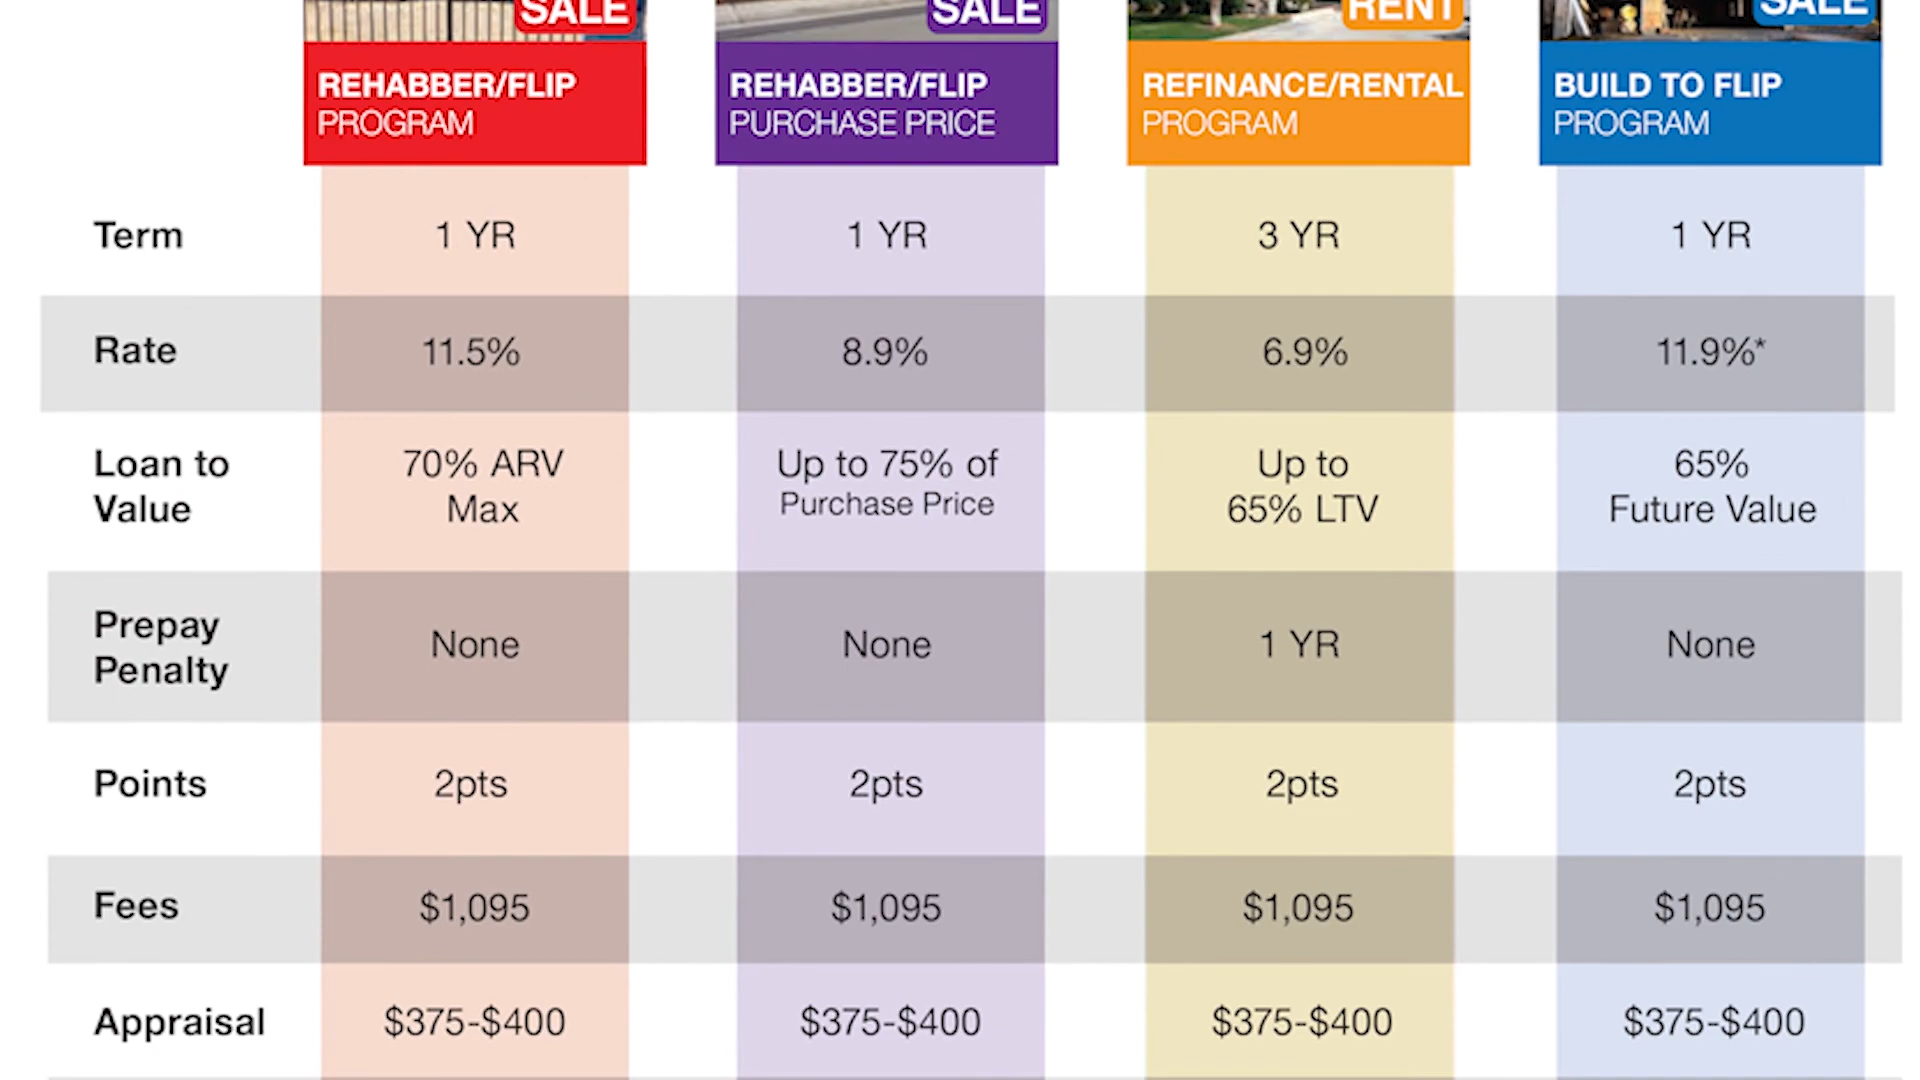 SALE SALE RENT SALE
REHABBER/FLIP REHABBER/FLIP REFINANCE/RENTAL BUILD TO FLIP
PROGRAM PURCHASE PRICE PROGRAM PROGRAM
Term 1 YR 1 YR 3 YR 1 YR
Rate 11.5% 8.9% 6.9% 11.9%*
Loan to 70% ARV Up to 75% of Up to 65%
Value Max Purchase Price 65% LTV Future Value
Prepay
Penalty None None 1 YR None
Points 2pts 2pts 2pts 2pts
Fees $1,095 $1,095 $1,095 $1,095
Appraisal $375-$400 $375-$400 $375-$400 $375-$400